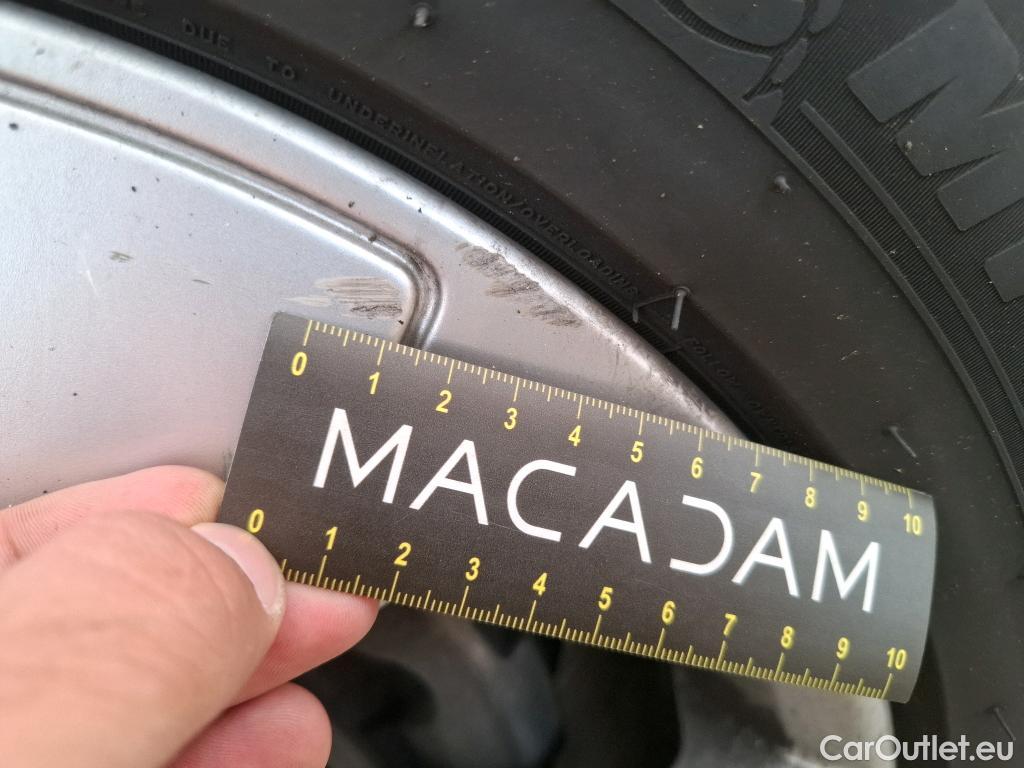 DUE TO UNDERINFLATION/OVERLOADING
FOLLOW
0 1 2 3 4 5 6 7 8 9 10
MACADAM
0 1 2 3 4 5 6 7 8 9 10
CarOutlet.eu